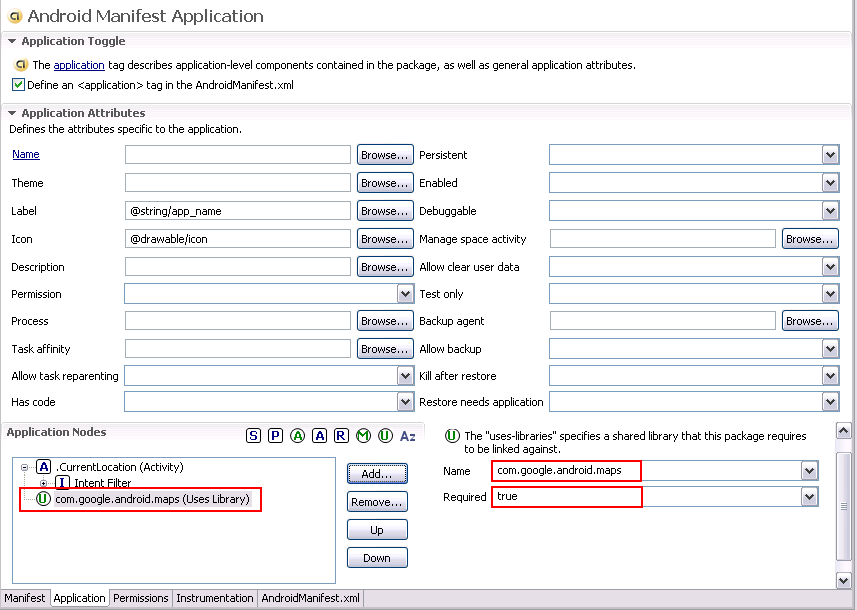 Android Manifest Application
Application Toggle
The application tag describes application-level components contained in the package, as well as general application attributes.
Define an <application> tag in the AndroidManifest.xml
Application Attributes
Defines the attributes specific to the application.
Name Browse... Persistent
Theme Browse... Enabled
Label @string/app_name Browse... Debuggable
Icon @drawable/icon Browse... Manage space activity Browse...
Description Browse... Allow clear user data
Permission Test only
Process Browse... Backup agent Browse...
Task affinity Browse... Allow backup
Allow task reparenting Kill after restore
Has code Restore needs application
Application Nodes
S P A A R M U Az
A .CurrentLocation (Activity)
I Intent Filter
U com.google.android.maps (Uses Library)
Add...
Remove...
Up
Down
U The "uses-libraries" specifies a shared library that this package requires
to be linked against.
Name com.google.android.maps
Required true
Manifest Application Permissions Instrumentation AndroidManifest.xml